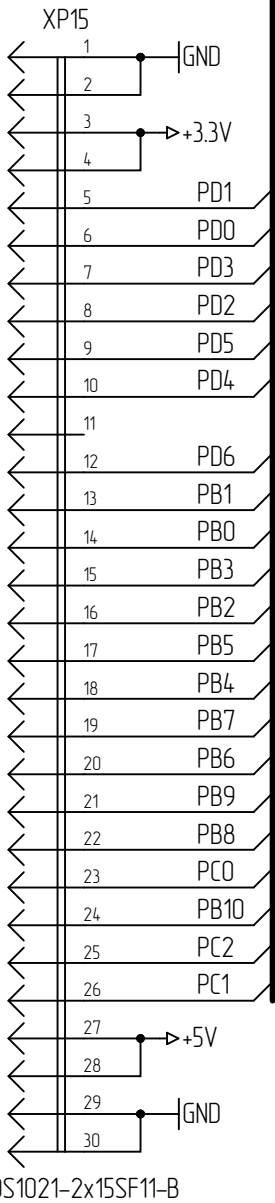 XP15
1 GND
2
3 +3.3V
4
5 PD1
6 PD0
7 PD3
8 PD2
9 PD5
10 PD4
11
12 PD6
13 PB1
14 PB0
15 PB3
16 PB2
17 PB5
18 PB4
19 PB7
20 PB6
21 PB9
22 PB8
23 PC0
24 PB10
25 PC2
26 PC1
27 +5V
28
29 GND
30
DS1021-2x15SF11-B